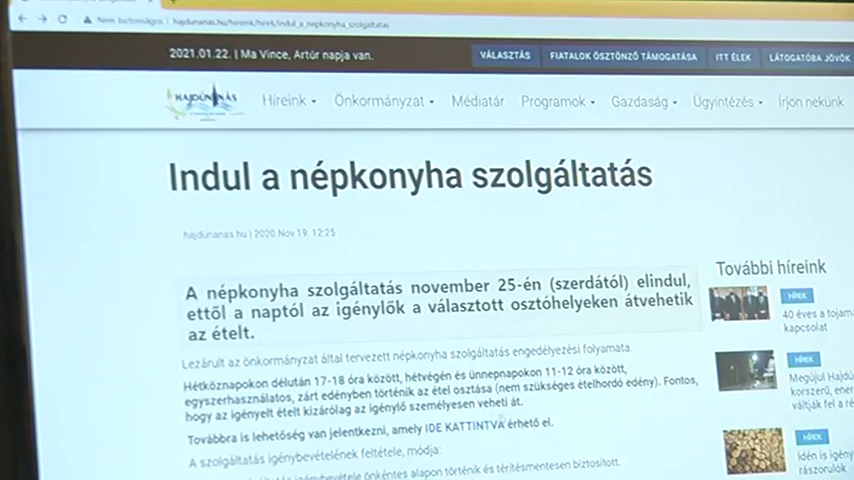 Nem biztonságos | hajdunanas.hu/hireink/hirek/indul_a_nepkonyha_szolgaltatas
2021.01.22. | Ma Vince, Artúr napja van.
VÁLASZTÁS
FIATALOK ÖSZTÖNZŐ TÁMOGATÁSA
ITT ÉLEK
LÁTOGATÓBA JÖVÖK
HAJDÚNÁNÁS
Híreink
Önkormányzat
Médiatár
Programok
Gazdaság
Ügyintézés
Írjon nekünk
Indul a népkonyha szolgáltatás
hajdunanas.hu | 2020 Nov 19. 12:25
A népkonyha szolgáltatás november 25-én (szerdától) elindul,
ettől a naptól az igénylők a választott osztóhelyeken átvehetik
az ételt.
Lezárult az önkormányzat által tervezett népkonyha szolgáltatás engedélyezési folyamata.
Hétköznapokon délután 17-18 óra között, hétvégén és ünnepnapokon 11-12 óra között,
egyszerhasználatos, zárt edényben történik az étel osztása (nem szükséges ételhordó edény). Fontos,
hogy az igényelt ételt kizárólag az igénylő személyesen veheti át.
Továbbra is lehetőség van jelentkezni, amely IDE KATTINTVA érhető el.
A szolgáltatás igénybevételének feltétele, módja:
igénybevétele önkéntes alapon történik és térítésmentesen biztosított.
További híreink
HÍREK
40 éves a
kapcsolat
HÍREK
Megújul
korszerű,
váltják fel a
HÍREK
Idén is
rászorulók